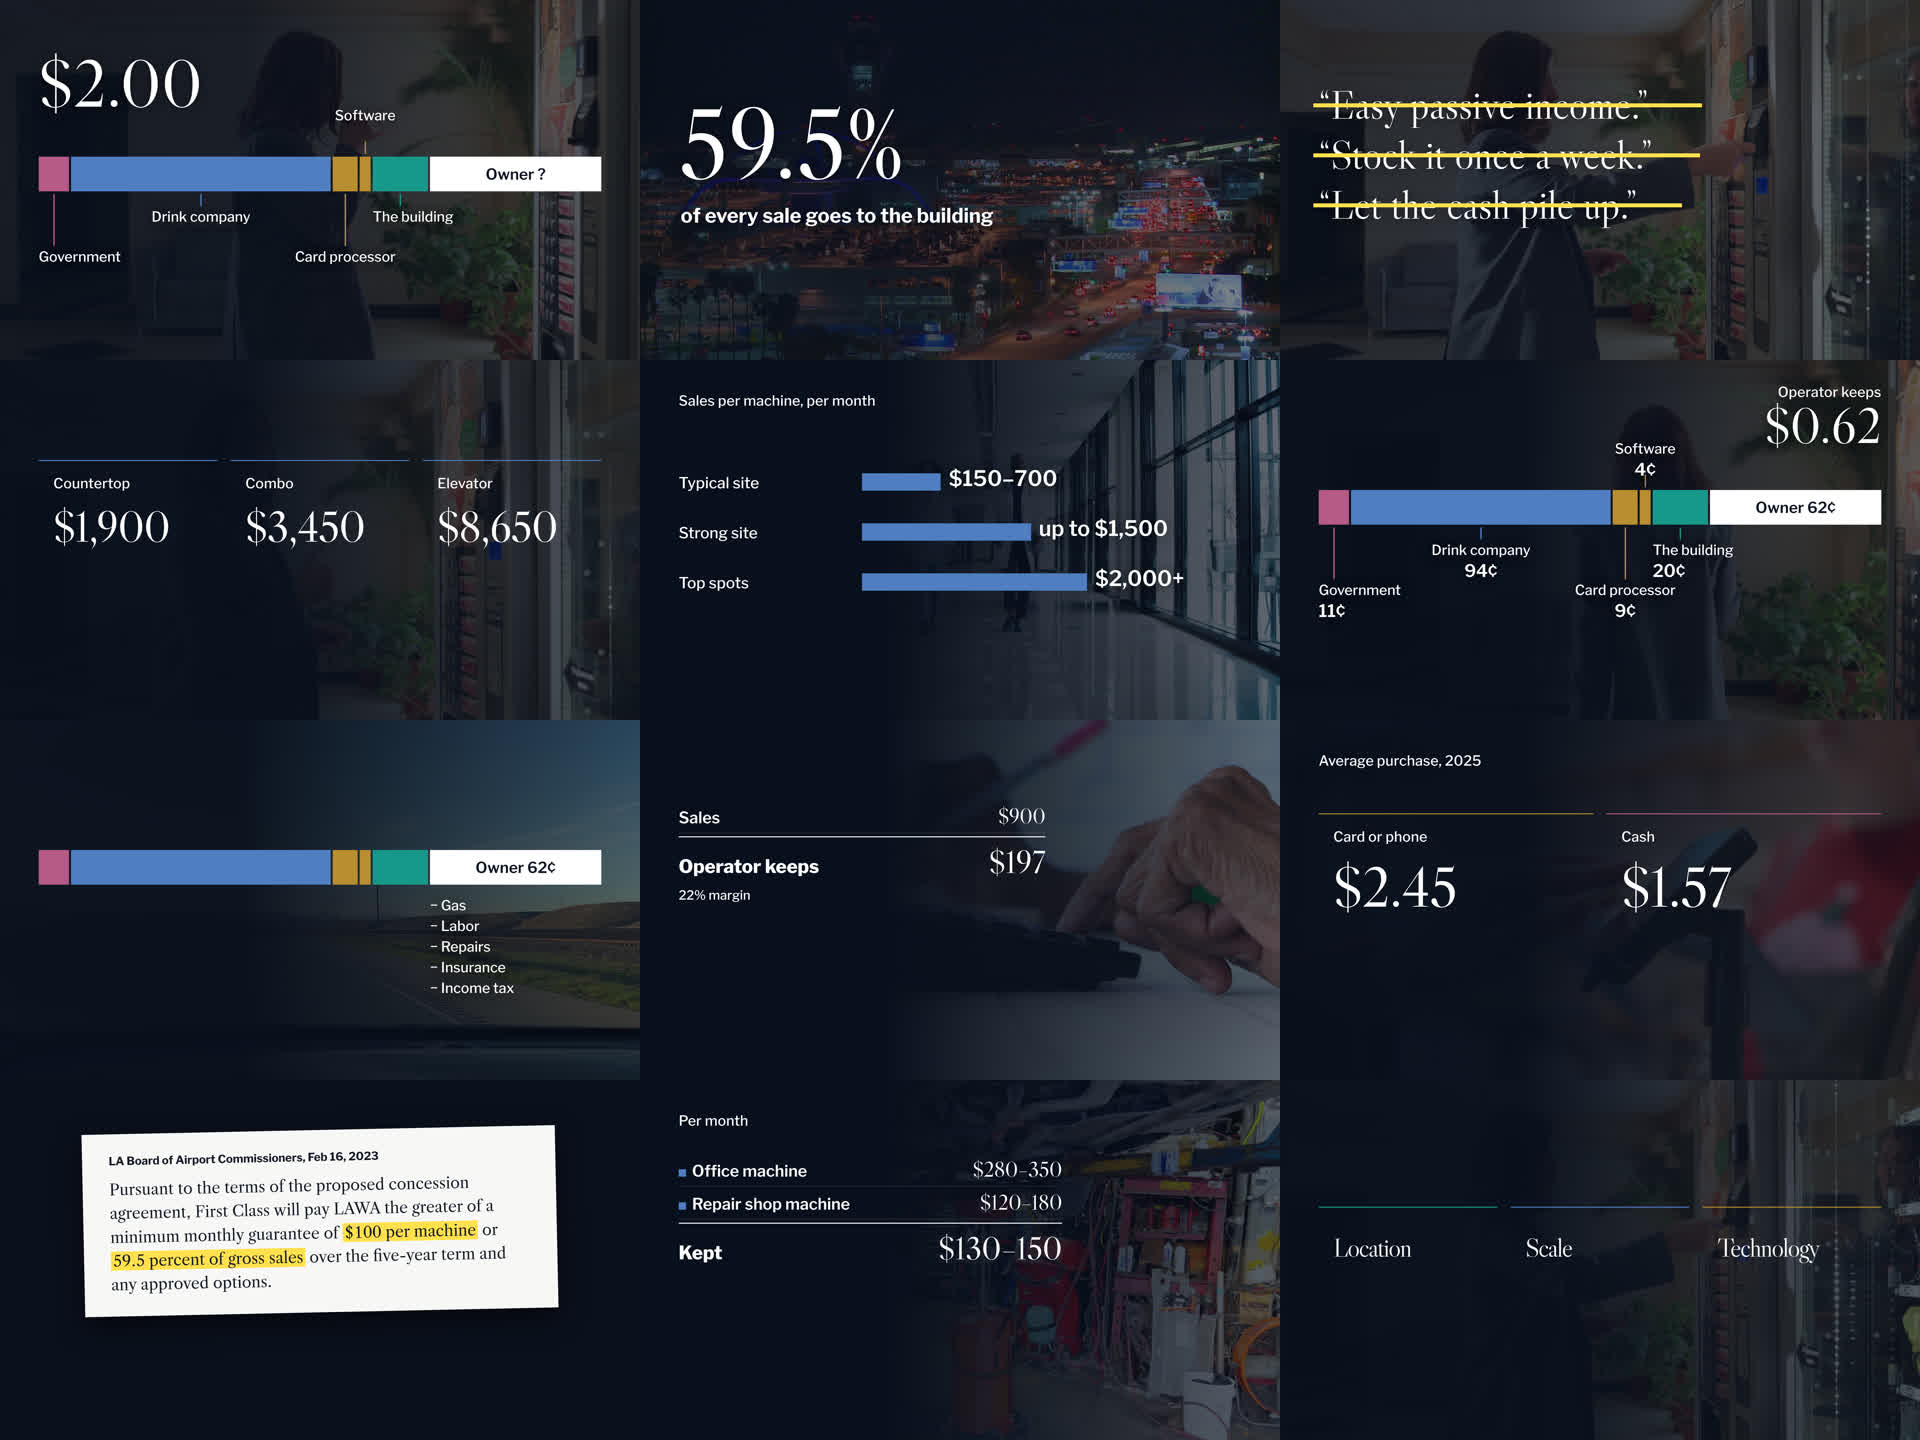 $2.00
Software
Owner ?
Drink company
The building
Government
Card processor
59.5%
of every sale goes to the building
“Easy passive income.”
“Stock it once a week.”
“Let the cash pile up.”
Countertop
$1,900
Combo
$3,450
Elevator
$8,650
Sales per machine, per month
Typical site
$150–700
Strong site
up to $1,500
Top spots
$2,000+
Operator keeps
$0.62
Software
4¢
Owner 62¢
Drink company
94¢
The building
20¢
Government
11¢
Card processor
9¢
Owner 62¢
– Gas
– Labor
– Repairs
– Insurance
– Income tax
Sales
$900
Operator keeps
$197
22% margin
Average purchase, 2025
Card or phone
$2.45
Cash
$1.57
LA Board of Airport Commissioners, Feb 16, 2023
Pursuant to the terms of the proposed concession
agreement, First Class will pay LAWA the greater of a
minimum monthly guarantee of $100 per machine or
59.5 percent of gross sales over the five-year term and
any approved options.
Per month
Office machine
$280–350
Repair shop machine
$120–180
Kept
$130–150
Location
Scale
Technology